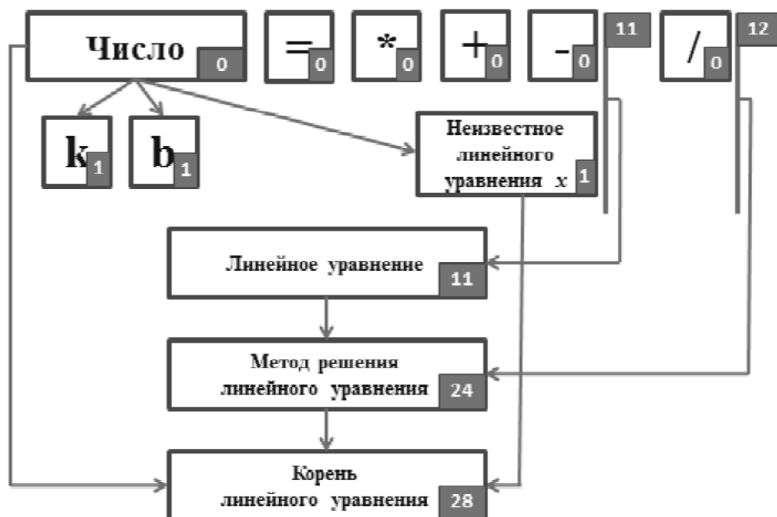 Число 0 = 0 * 0 + 0 - 0 11 / 0 12
k 1 b 1
Неизвестное
линейного
уравнения x 1
Линейное уравнение 11
Метод решения
линейного уравнения 24
Корень
линейного уравнения 28